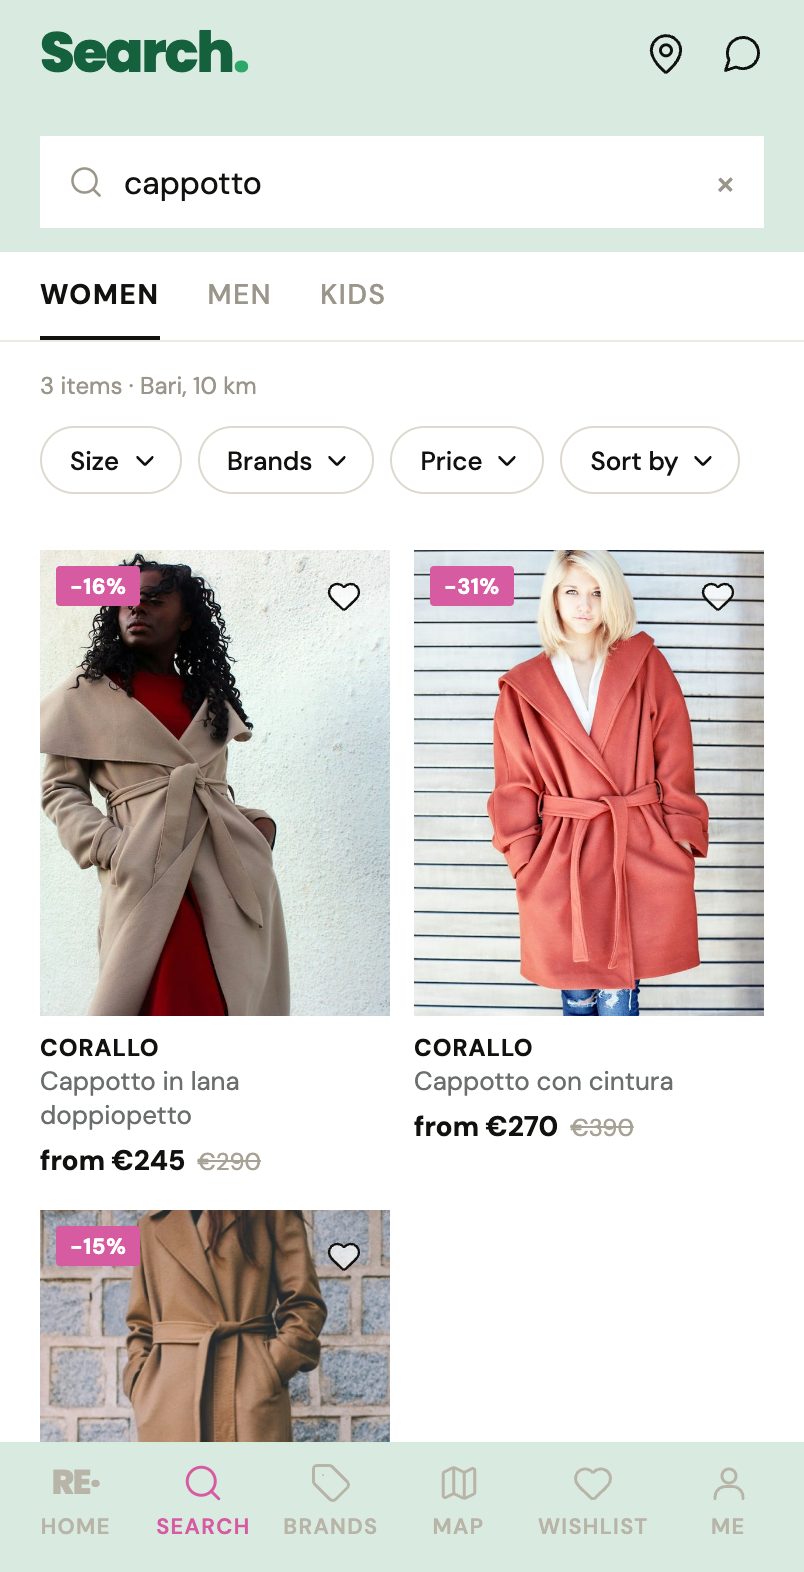 Search.
cappotto
WOMEN MEN KIDS
3 items · Bari, 10 km
Size Brands Price Sort by
-16%
-31%
CORALLO
Cappotto in lana
doppiopetto
from €245 €290
CORALLO
Cappotto con cintura
from €270 €390
-15%
RE•
HOME SEARCH BRANDS MAP WISHLIST ME